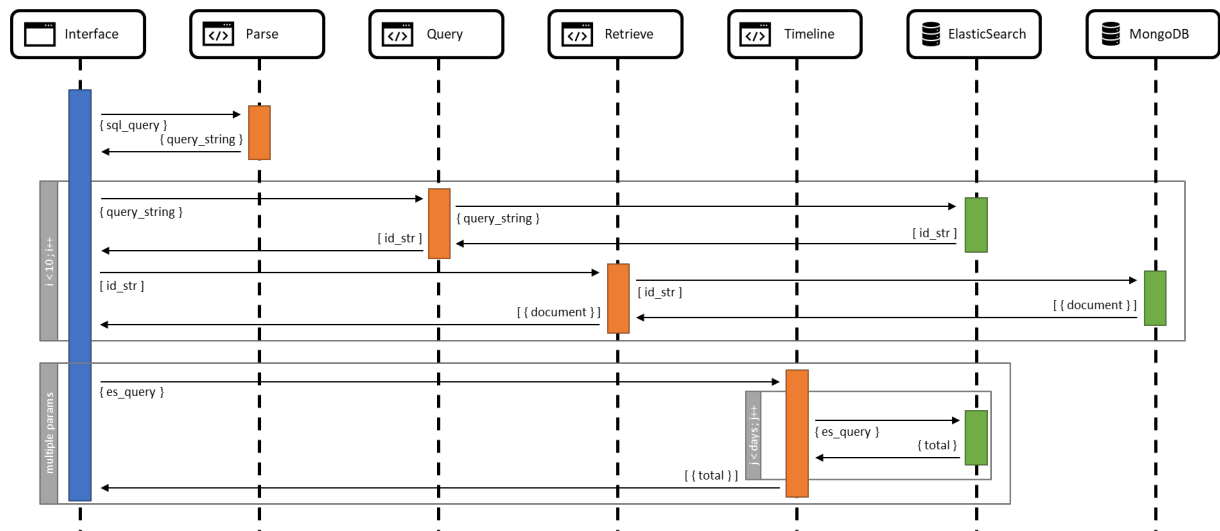 Interface
Parse
Query
Retrieve
Timeline
ElasticSearch
MongoDB
{ sql_query }
{ query_string }
i < 10 ; i++
{ query_string }
{ query_string }
[ id_str ]
[ id_str ]
[ id_str ]
[ id_str ]
[ { document } ]
[ { document } ]
multiple params
{ es_query }
j < days ; j++
{ es_query }
{ total }
[ { total } ]